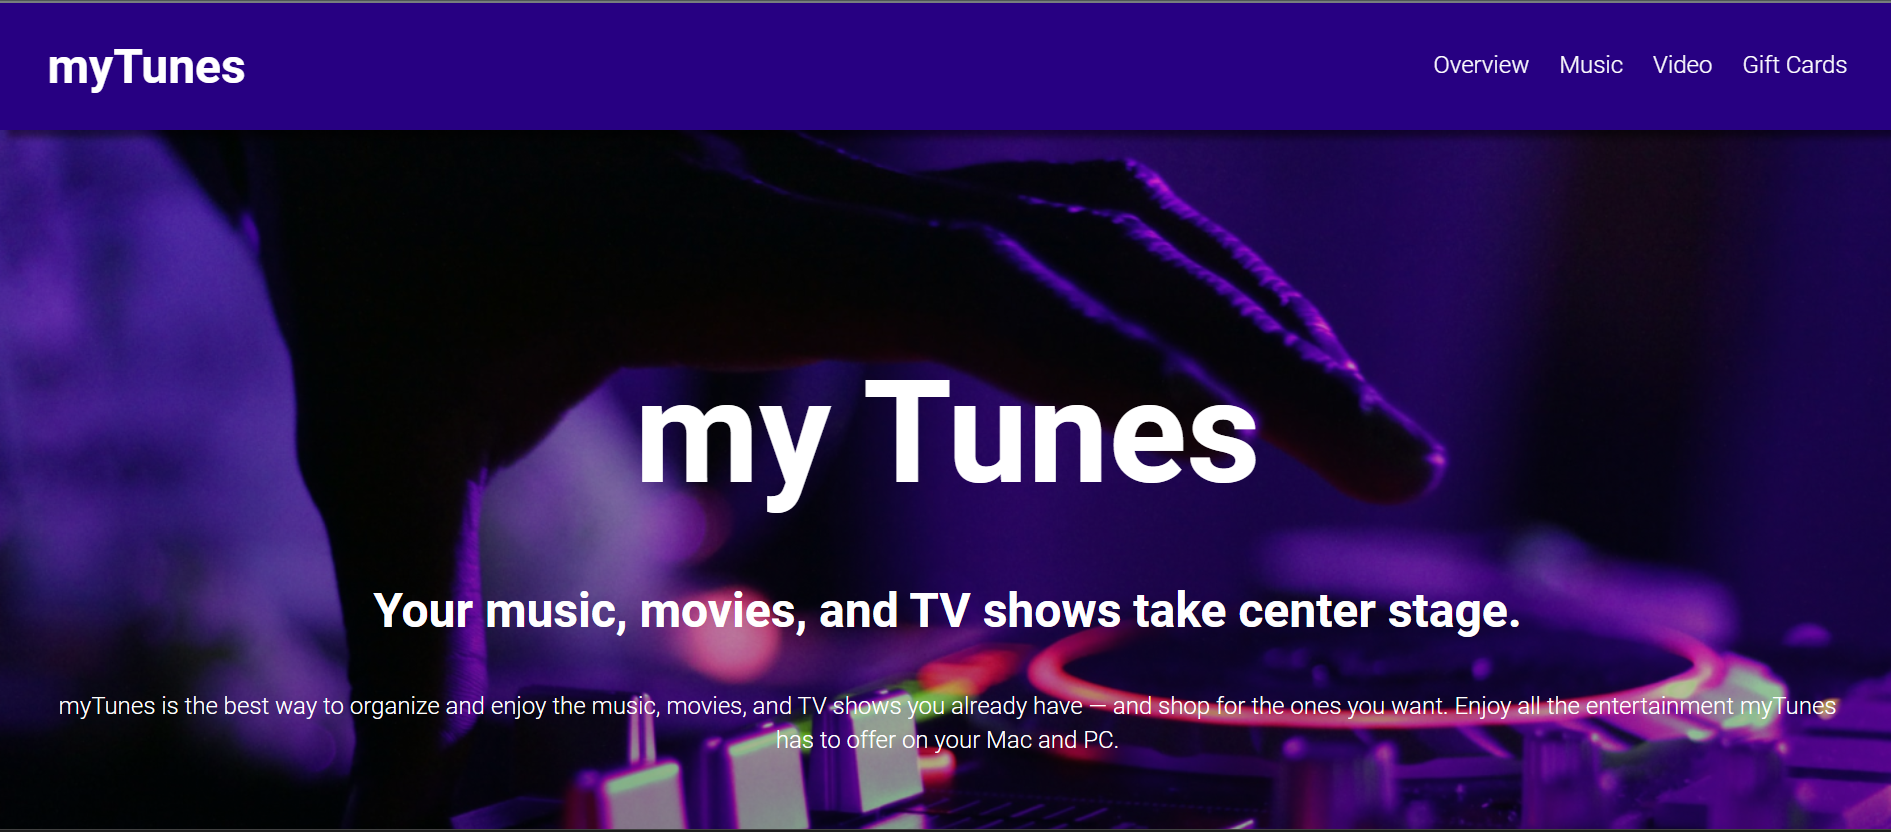 myTunes
Overview Music Video Gift Cards
my Tunes
Your music, movies, and TV shows take center stage.
myTunes is the best way to organize and enjoy the music, movies, and TV shows you already have — and shop for the ones you want. Enjoy all the entertainment myTunes
has to offer on your Mac and PC.